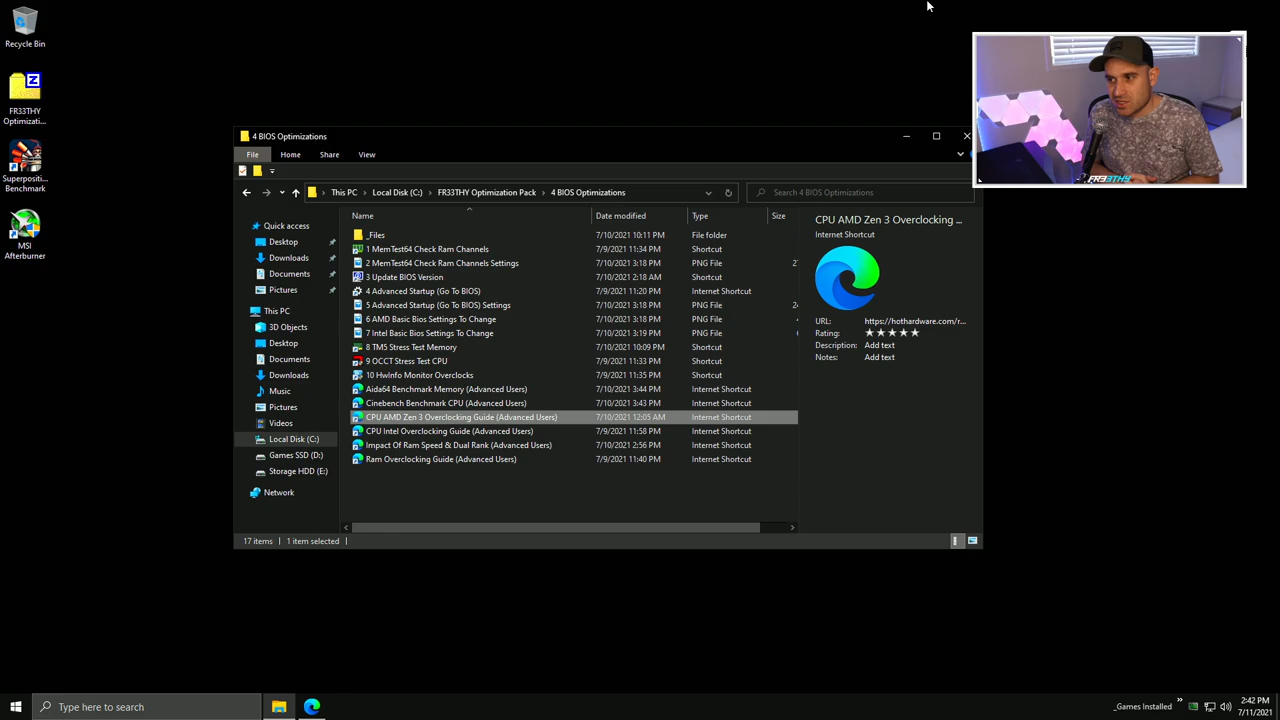 Recycle Bin
FR33THY
Optimizati...
Superpositi...
Benchmark
MSI
Afterburner
4 BIOS Optimizations
File Home Share View
This PC Local Disk (C:) FR33THY Optimization Pack 4 BIOS Optimizations
Search 4 BIOS Optimizations
Quick access
Desktop
Downloads
Documents
Pictures
This PC
3D Objects
Desktop
Documents
Downloads
Music
Pictures
Videos
Local Disk (C:)
Games SSD (D:)
Storage HDD (E:)
Network
Name Date modified Type Size
_Files 7/10/2021 10:11 PM File folder
1 MemTest64 Check Ram Channels 7/9/2021 11:34 PM Shortcut
2 MemTest64 Check Ram Channels Settings 7/10/2021 3:18 PM PNG File 2
3 Update BIOS Version 7/10/2021 2:18 AM Shortcut
4 Advanced Startup (Go To BIOS) 7/9/2021 11:20 PM Internet Shortcut
5 Advanced Startup (Go To BIOS) Settings 7/10/2021 3:18 PM PNG File 24
6 AMD Basic Bios Settings To Change 7/10/2021 3:18 PM PNG File
7 Intel Basic Bios Settings To Change 7/10/2021 3:18 PM PNG File
8 TM5 Stress Test Memory 7/10/2021 10:09 PM Shortcut
9 OCCT Stress Test CPU 7/9/2021 11:33 PM Shortcut
10 HwInfo Monitor Overclocks 7/9/2021 11:35 PM Shortcut
Aida64 Benchmark Memory (Advanced Users) 7/10/2021 3:44 PM Internet Shortcut
Cinebench Benchmark CPU (Advanced Users) 7/10/2021 3:43 PM Internet Shortcut
CPU AMD Zen 3 Overclocking Guide (Advanced Users) 7/10/2021 12:05 AM Internet Shortcut
CPU Intel Overclocking Guide (Advanced Users) 7/9/2021 11:58 PM Internet Shortcut
Impact Of Ram Speed & Dual Rank (Advanced Users) 7/10/2021 2:56 PM Internet Shortcut
Ram Overclocking Guide (Advanced Users) 7/9/2021 11:40 PM Internet Shortcut
CPU AMD Zen 3 Overclocking ...
Internet Shortcut
URL: https://hothardware.com/r...
Rating:
Description: Add text
Notes: Add text
17 items 1 item selected
FR33THY
Type here to search
_Games Installed
2:42 PM
7/11/2021